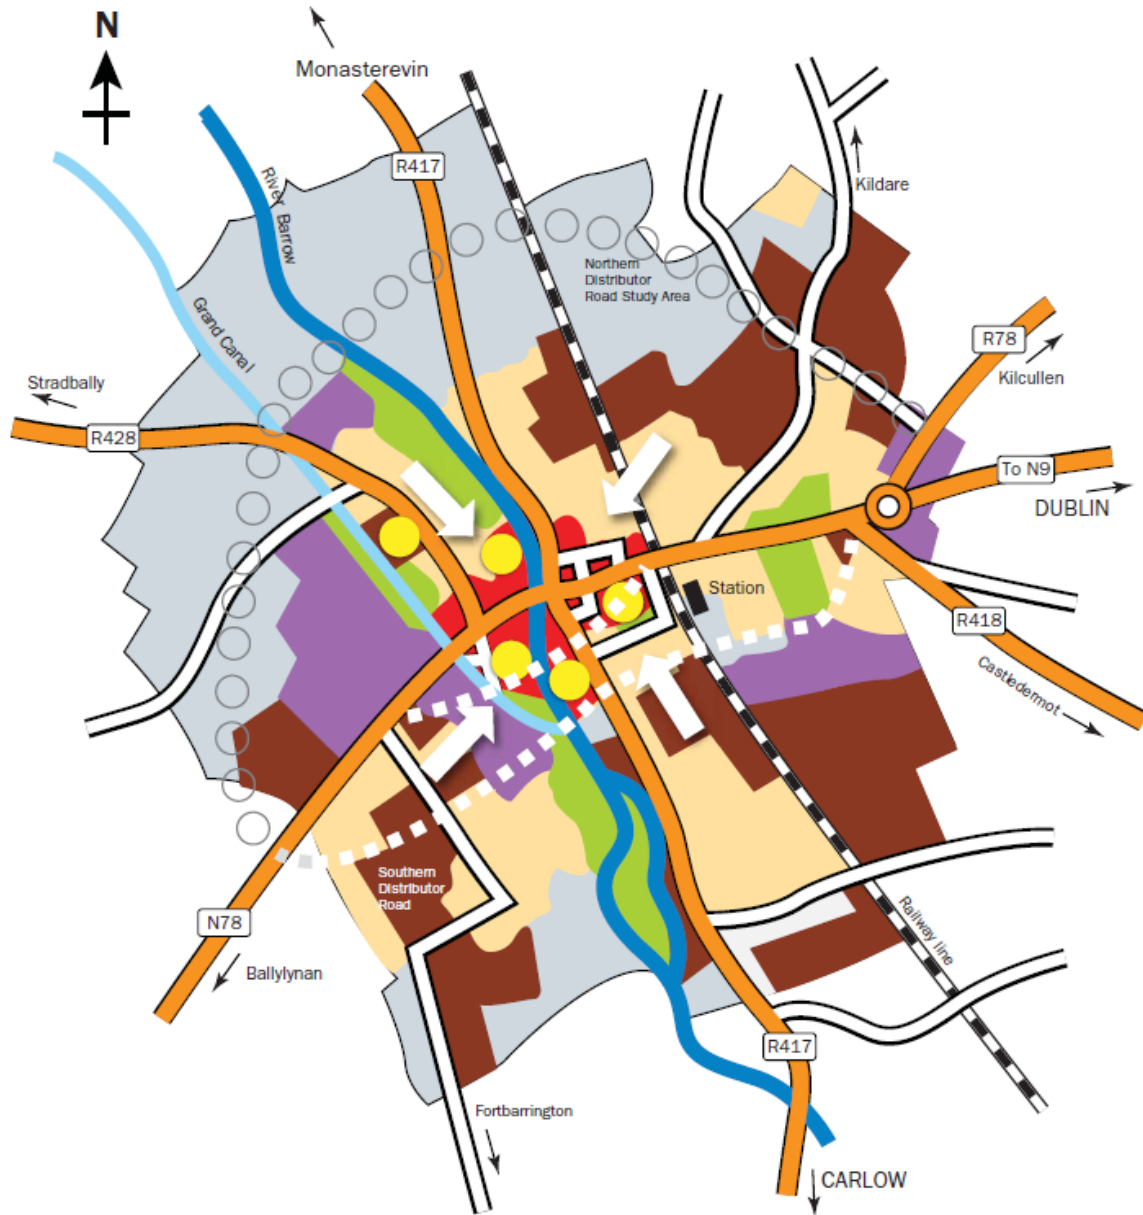 N
Monasterevin
R417
Kildare
River Barrow
Northern
Distributor
Road Study Area
Grand Canal
R78
Kilcullen
Stradbally
R428
To N9
DUBLIN
Station
R418
Castledermot
Southern
Distributor
Road
N78
Ballylynan
Railway line
R417
Fortbarrington
CARLOW